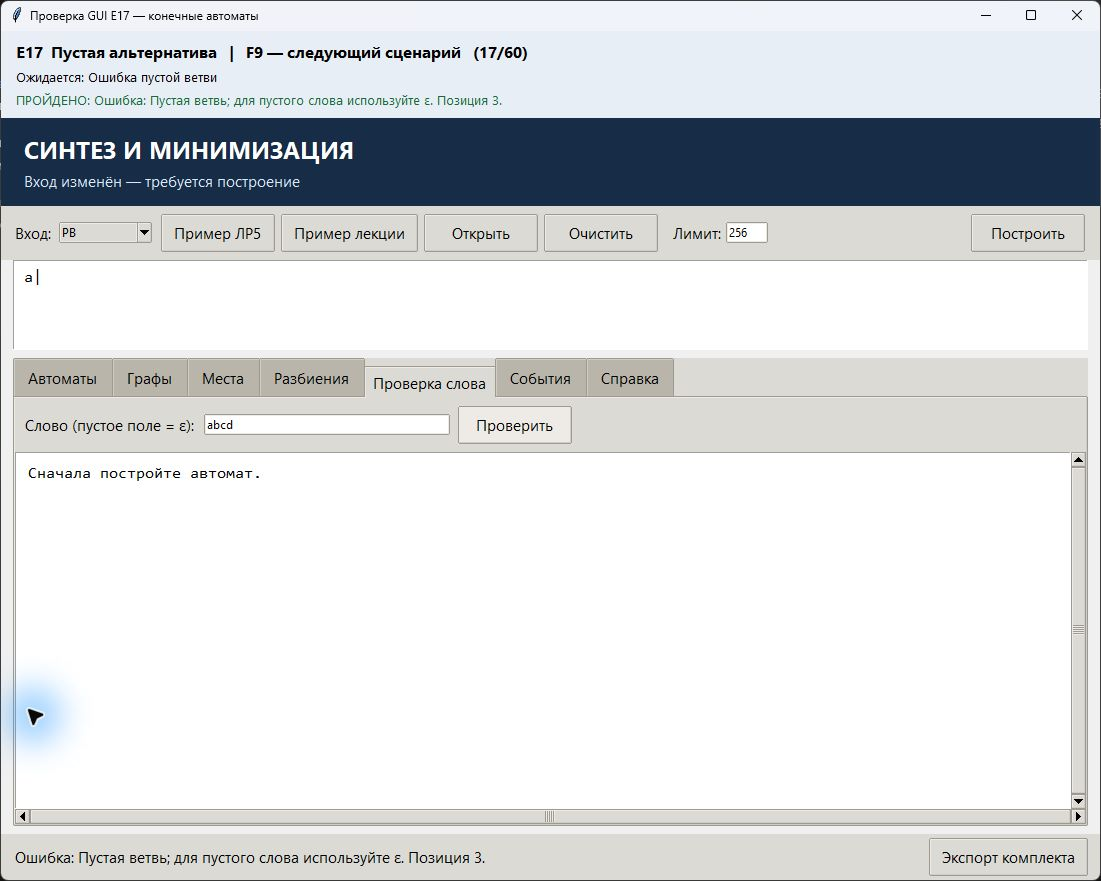 Проверка GUI E17 — конечные автоматы
E17 Пустая альтернатива | F9 — следующий сценарий (17/60)
Ожидается: Ошибка пустой ветви
ПРОЙДЕНО: Ошибка: Пустая ветвь; для пустого слова используйте ε. Позиция 3.
СИНТЕЗ И МИНИМИЗАЦИЯ
Вход изменён — требуется построение
Вход: РВ Пример ЛР5 Пример лекции Открыть Очистить Лимит: 256 Построить
a|
Автоматы Графы Места Разбиения Проверка слова События Справка
Слово (пустое поле = ε): abcd Проверить
Сначала постройте автомат.
Ошибка: Пустая ветвь; для пустого слова используйте ε. Позиция 3. Экспорт комплекта